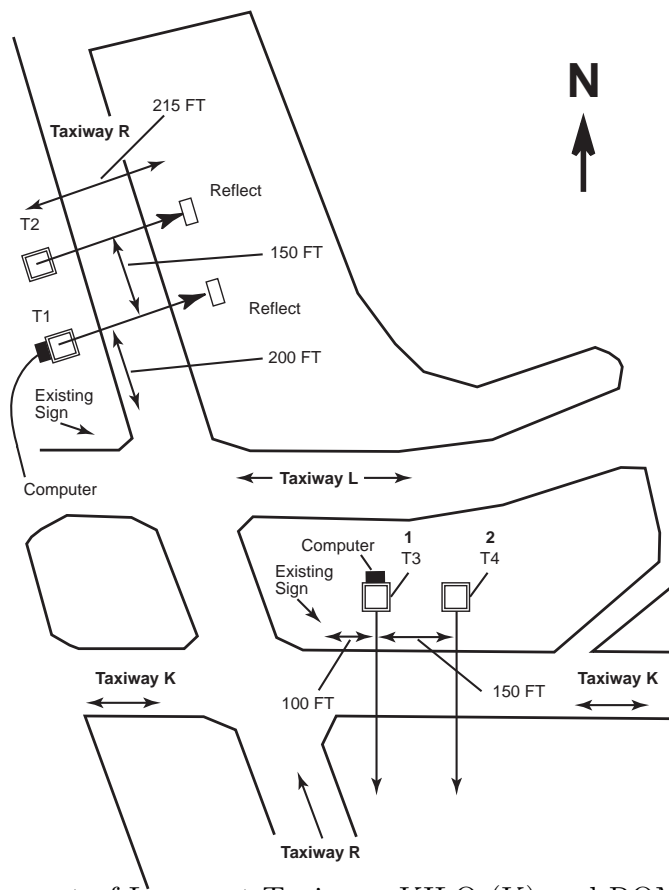 N
215 FT
Taxiway R
Reflect
T2
150 FT
T1
Reflect
200 FT
Existing
Sign
Computer
Taxiway L
1
2
Computer
T3
T4
Existing
Sign
Taxiway K
Taxiway K
100 FT
150 FT
Taxiway R